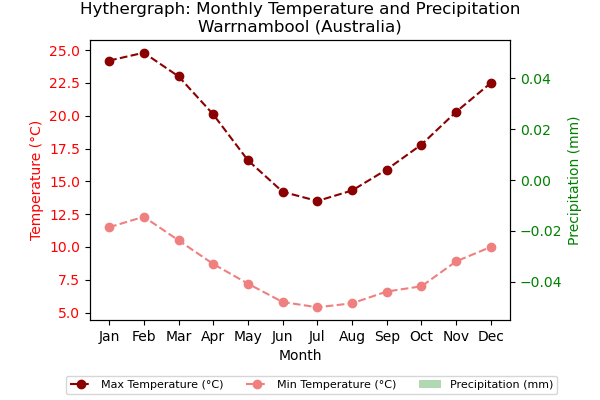 Hythergraph: Monthly Temperature and Precipitation
Warrnambool (Australia)
25.0
22.5
20.0
17.5
15.0
12.5
10.0
7.5
5.0
Temperature (°C)
0.04
0.02
0.00
−0.02
−0.04
Precipitation (mm)
Jan Feb Mar Apr May Jun Jul Aug Sep Oct Nov Dec
Month
Max Temperature (°C) Min Temperature (°C) Precipitation (mm)